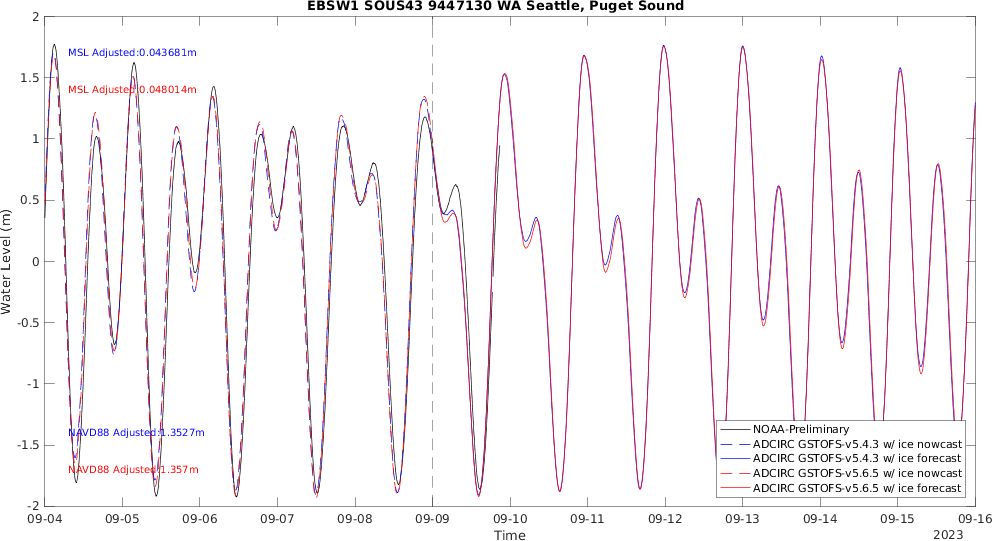 EBSW1 SOUS43 9447130 WA Seattle, Puget Sound
2
1.5
1
0.5
0
-0.5
-1
-1.5
-2
Water Level (m)
MSL Adjusted:0.043681m
MSL Adjusted:0.048014m
NAVD88 Adjusted:1.3527m
NAVD88 Adjusted:1.357m
NOAA-Preliminary
ADCIRC GSTOFS-v5.4.3 w/ ice nowcast
ADCIRC GSTOFS-v5.4.3 w/ ice forecast
ADCIRC GSTOFS-v5.6.5 w/ ice nowcast
ADCIRC GSTOFS-v5.6.5 w/ ice forecast
09-04 09-05 09-06 09-07 09-08 09-09 09-10 09-11 09-12 09-13 09-14 09-15 09-16
Time
2023